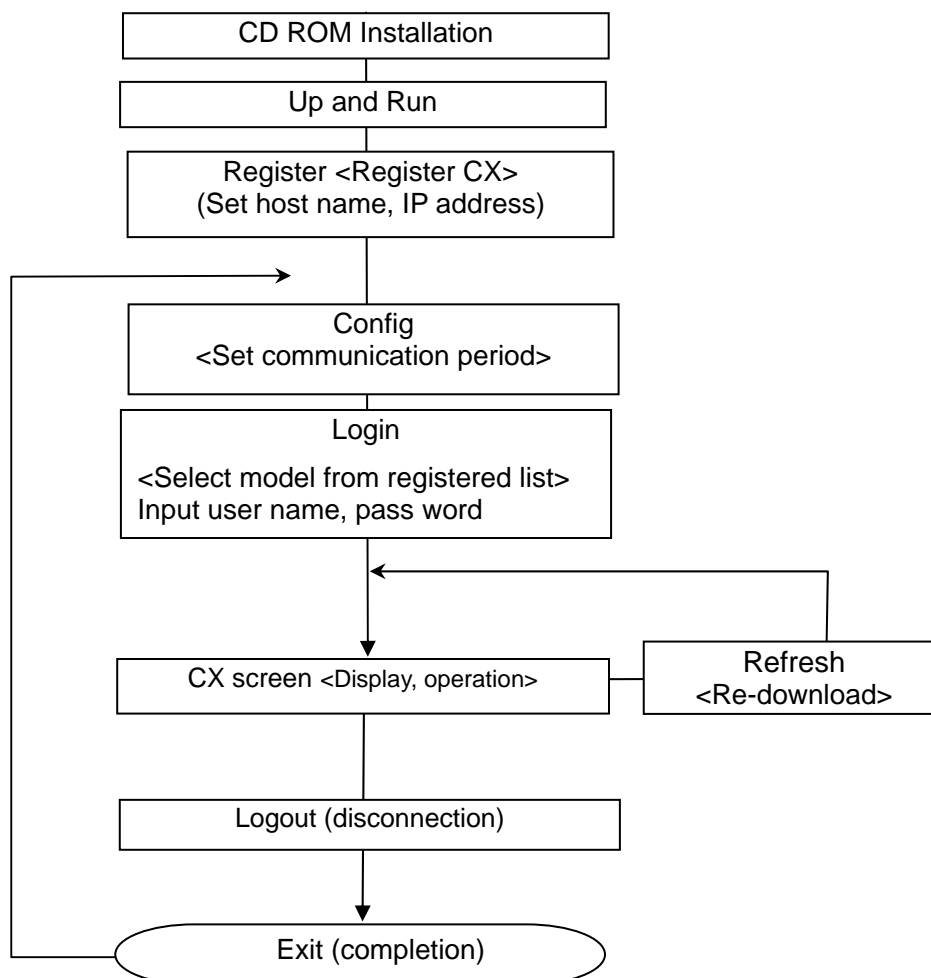 CD ROM Installation
Up and Run
Register <Register CX>
(Set host name, IP address)
Config
<Set communication period>
Login
<Select model from registered list>
Input user name, pass word
CX screen <Display, operation>
Refresh
<Re-download>
Logout (disconnection)
Exit (completion)